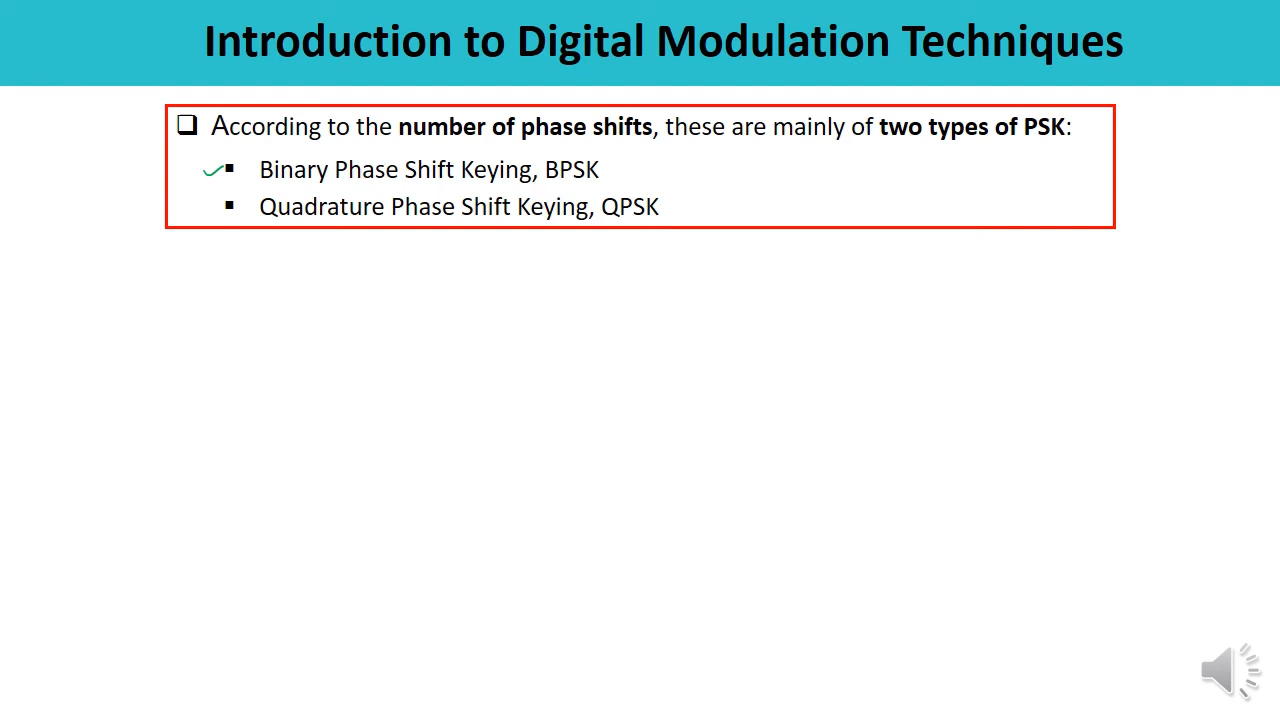 Introduction to Digital Modulation Techniques
According to the number of phase shifts, these are mainly of two types of PSK:
Binary Phase Shift Keying, BPSK
Quadrature Phase Shift Keying, QPSK